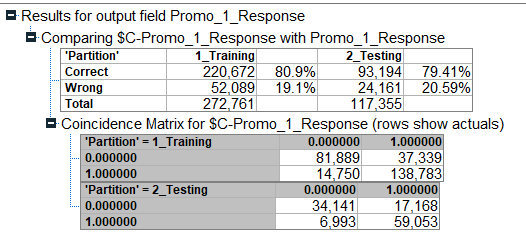 Results for output field Promo_1_Response
Comparing $C-Promo_1_Response with Promo_1_Response
'Partition' 1_Training 2_Testing
Correct 220,672 80.9% 93,194 79.41%
Wrong 52,089 19.1% 24,161 20.59%
Total 272,761 117,355
Coincidence Matrix for $C-Promo_1_Response (rows show actuals)
'Partition' = 1_Training 0.000000 1.000000
0.000000 81,889 37,339
1.000000 14,750 138,783
'Partition' = 2_Testing 0.000000 1.000000
0.000000 34,141 17,168
1.000000 6,993 59,053